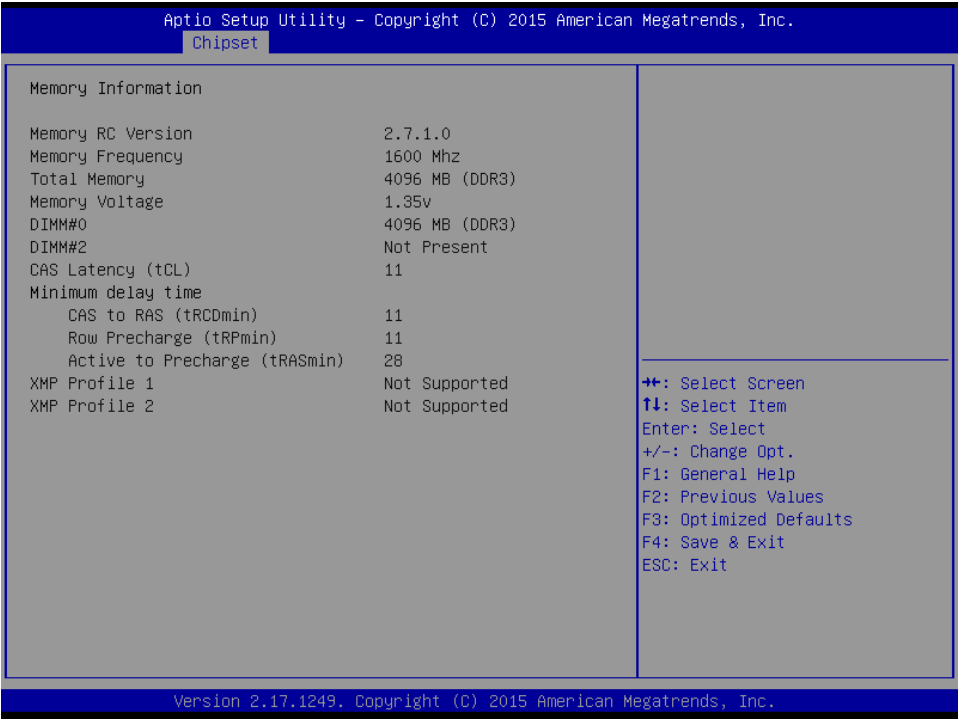 Aptio Setup Utility – Copyright (C) 2015 American Megatrends, Inc.
Chipset
Memory Information
Memory RC Version 2.7.1.0
Memory Frequency 1600 Mhz
Total Memory 4096 MB (DDR3)
Memory Voltage 1.35v
DIMM#0 4096 MB (DDR3)
DIMM#2 Not Present
CAS Latency (tCL) 11
Minimum delay time
CAS to RAS (tRCDmin) 11
Row Precharge (tRPmin) 11
Active to Precharge (tRASmin) 28
XMP Profile 1 Not Supported
XMP Profile 2 Not Supported
→←: Select Screen
↑↓: Select Item
Enter: Select
+/-: Change Opt.
F1: General Help
F2: Previous Values
F3: Optimized Defaults
F4: Save & Exit
ESC: Exit
Version 2.17.1249. Copyright (C) 2015 American Megatrends, Inc.